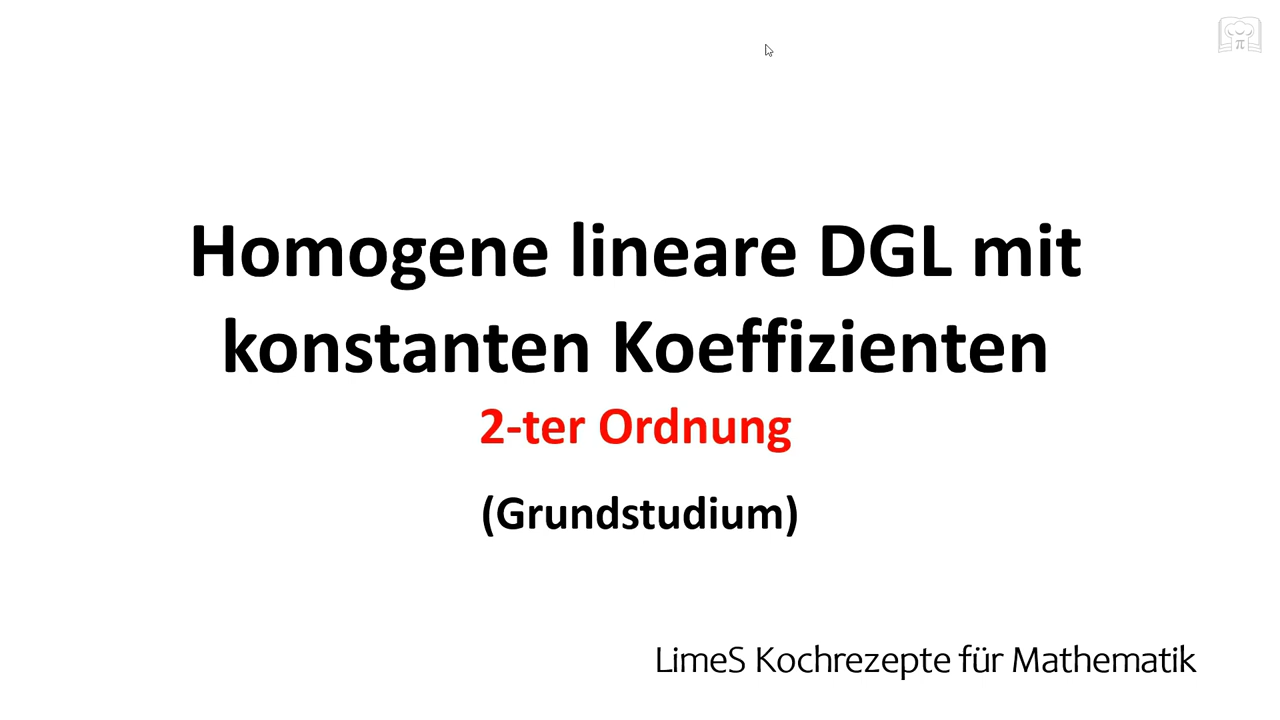 Homogene lineare DGL mit
konstanten Koeffizienten
2-ter Ordnung
(Grundstudium)
LimeS Kochrezepte für Mathematik
π